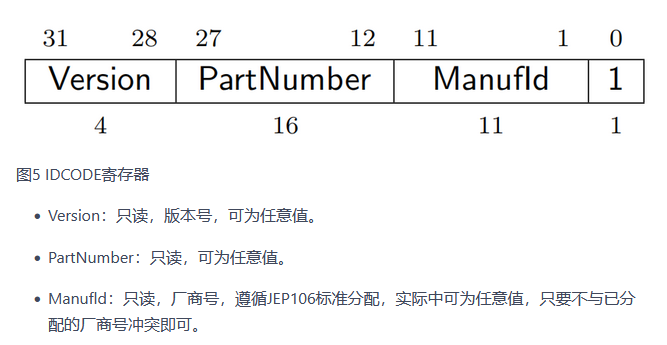 31 28 27 12 11 1 0
Version PartNumber ManufId 1
4 16 11 1
图5 IDCODE寄存器
• Version：只读，版本号，可为任意值。
• PartNumber：只读，可为任意值。
• ManufId：只读，厂商号，遵循JEP106标准分配，实际中可为任意值，只要不与已分
配的厂商号冲突即可。